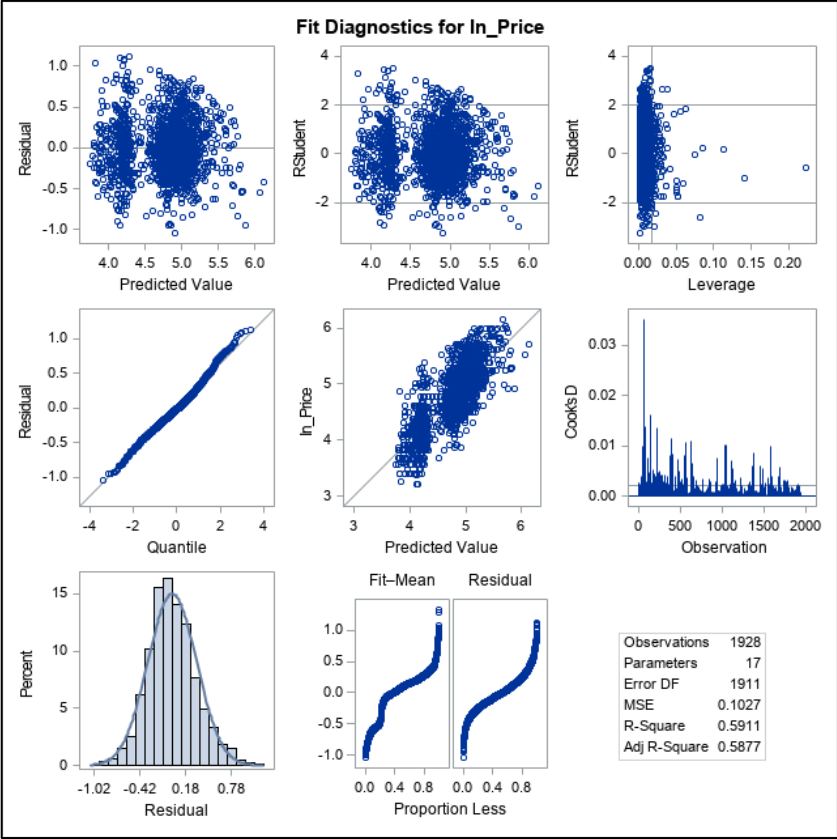 Fit Diagnostics for ln_Price
Residual
1.0
0.5
0.0
-0.5
-1.0
4.0 4.5 5.0 5.5 6.0
Predicted Value
RStudent
4
2
0
-2
4.0 4.5 5.0 5.5 6.0
Predicted Value
RStudent
4
2
0
-2
0.00 0.05 0.10 0.15 0.20
Leverage
Residual
1.0
0.5
0.0
-0.5
-1.0
-4 -2 0 2 4
Quantile
ln_Price
6
5
4
3
3 4 5 6
Predicted Value
Cook's D
0.03
0.02
0.01
0.00
0 500 1000 1500 2000
Observation
Percent
15
10
5
0
-1.02 -0.42 0.18 0.78
Residual
Fit–Mean Residual
1.0
0.5
0.0
-0.5
-1.0
0.0 0.4 0.8 0.0 0.4 0.8
Proportion Less
Observations 1928
Parameters 17
Error DF 1911
MSE 0.1027
R-Square 0.5911
Adj R-Square 0.5877